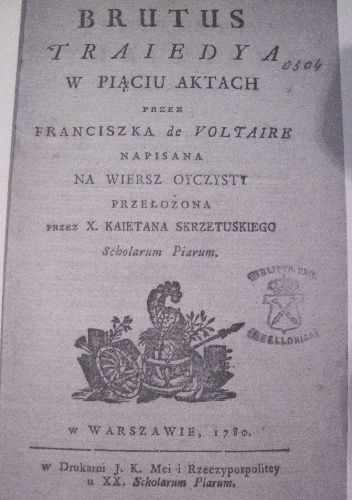 BRUTUS
TRAIEDYA
0304
W PIĄCIU AKTACH
PRZEZ
FRANCISZKA de VOLTAIRE
NAPISANA
NA WIERSZ OYCZYSTY
PRZEŁOŻONA
PRZEZ X. KAIETANA SKRZETUSKIEGO
Scholarum Piarum.
W WARSZAWIE, 1780.
w Drukarni J. K. Mci i Rzeczypospolitey
u XX. Scholarum Piarum.